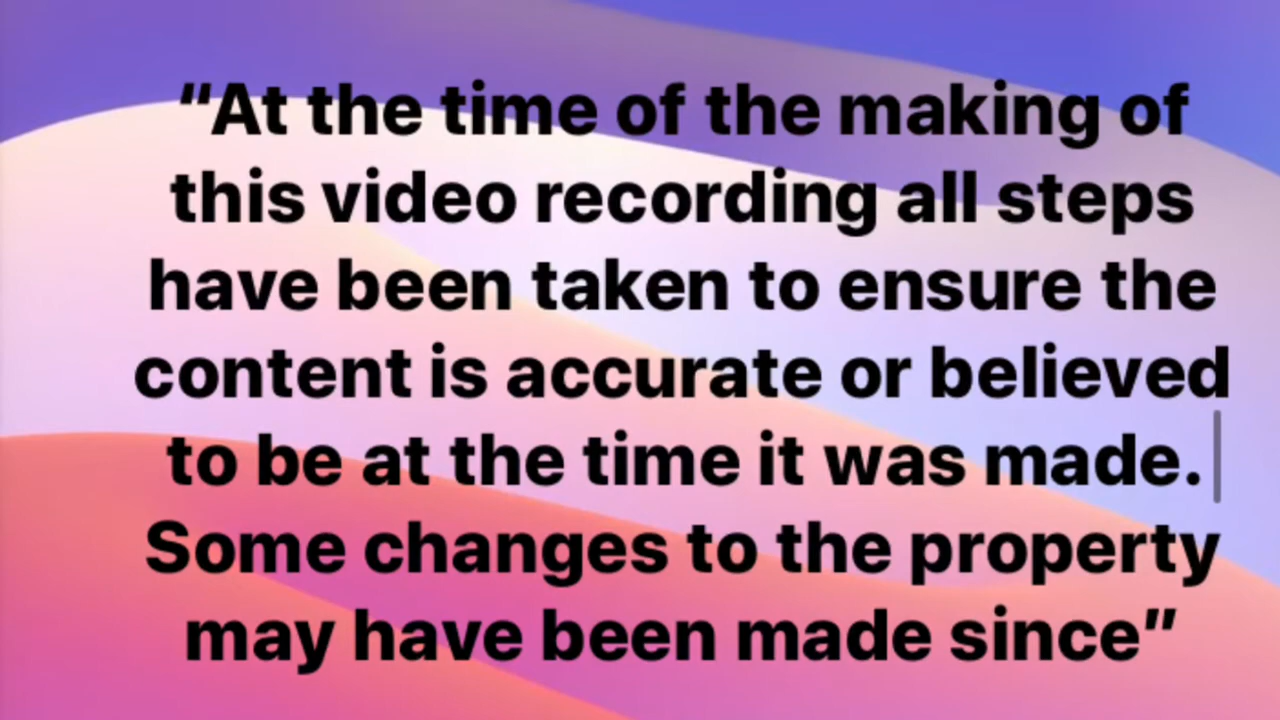 “At the time of the making of
this video recording all steps
have been taken to ensure the
content is accurate or believed
to be at the time it was made.
Some changes to the property
may have been made since”